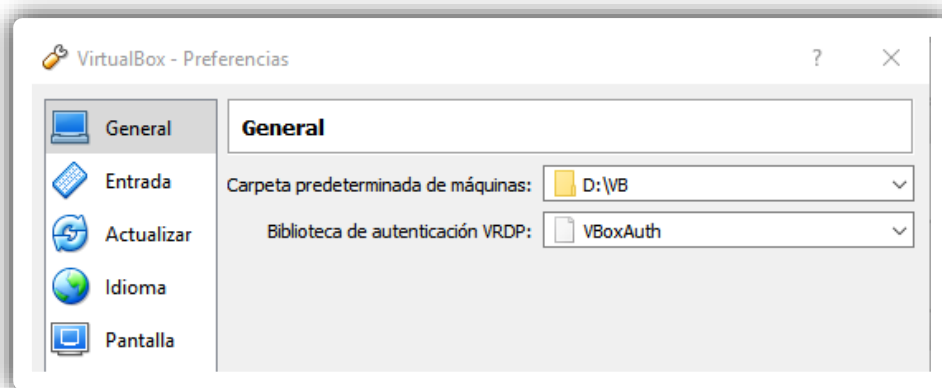 VirtualBox - Preferencias ?
General
General
Entrada
Carpeta predeterminada de máquinas: D:\VB
Actualizar
Biblioteca de autenticación VRDP: VBoxAuth
Idioma
Pantalla